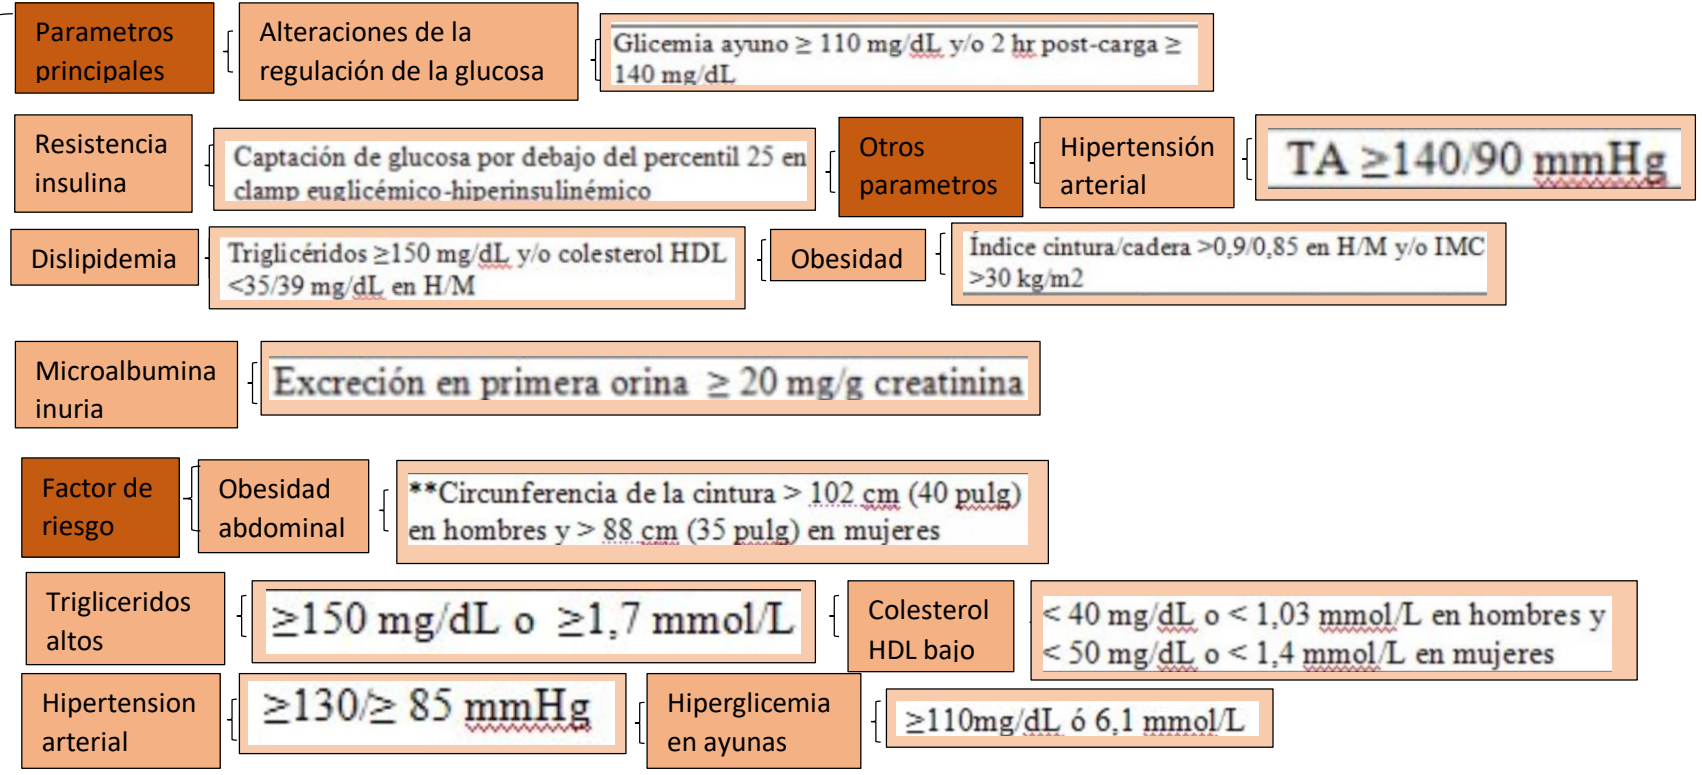 Parametros
principales
Alteraciones de la
regulación de la glucosa
Glicemia ayuno ≥ 110 mg/dL y/o 2 hr post-carga ≥
140 mg/dL
Resistencia
insulina
Captación de glucosa por debajo del percentil 25 en
clamp euglicémico-hiperinsulinémico
Otros
parametros
Hipertensión
arterial
TA ≥140/90 mmHg
Dislipidemia
Triglicéridos ≥150 mg/dL y/o colesterol HDL
<35/39 mg/dL en H/M
Obesidad
Índice cintura/cadera >0,9/0,85 en H/M y/o IMC
>30 kg/m2
Microalbumina
inuria
Excreción en primera orina ≥ 20 mg/g creatinina
Factor de
riesgo
Obesidad
abdominal
**Circunferencia de la cintura > 102 cm (40 pulg)
en hombres y > 88 cm (35 pulg) en mujeres
Trigliceridos
altos
≥150 mg/dL o ≥1,7 mmol/L
Colesterol
HDL bajo
< 40 mg/dL o < 1,03 mmol/L en hombres y
< 50 mg/dL o < 1,4 mmol/L en mujeres
Hipertension
arterial
≥130/≥ 85 mmHg
Hiperglicemia
en ayunas
≥110mg/dL ó 6,1 mmol/L